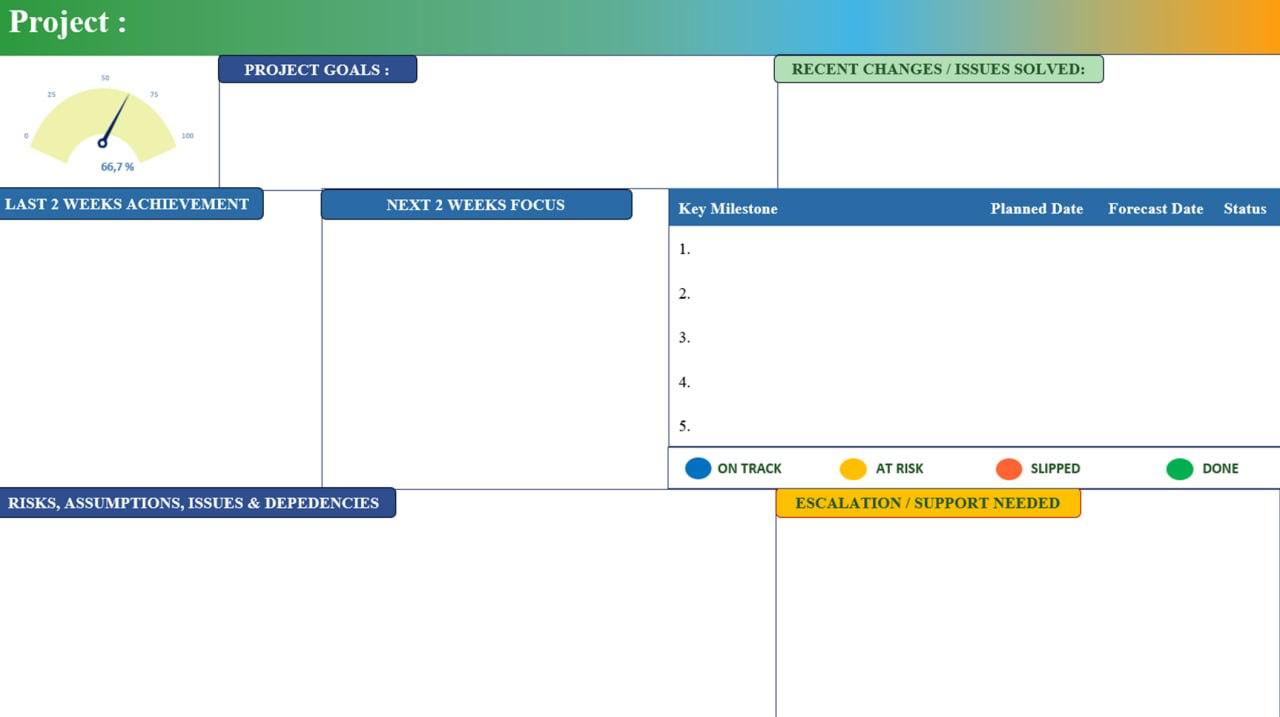 Project :
PROJECT GOALS :
RECENT CHANGES / ISSUES SOLVED:
0
25
50
75
100
66,7 %
LAST 2 WEEKS ACHIEVEMENT
NEXT 2 WEEKS FOCUS
Key Milestone Planned Date Forecast Date Status
1.
2.
3.
4.
5.
ON TRACK AT RISK SLIPPED DONE
RISKS, ASSUMPTIONS, ISSUES & DEPEDENCIES
ESCALATION / SUPPORT NEEDED